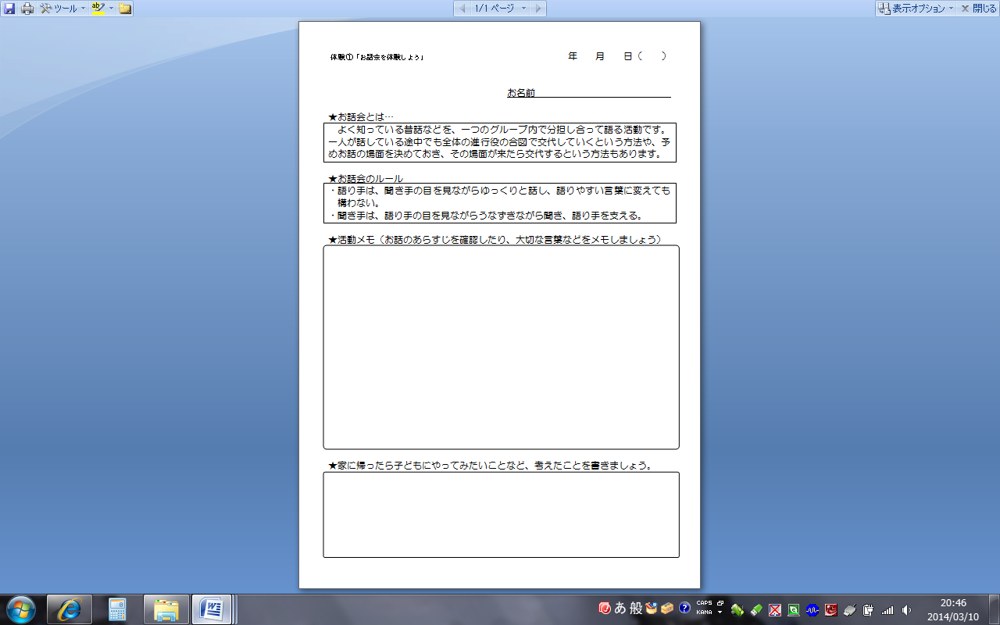 ツール
1/1 ページ
表示オプション
閉じる
体験①「お話会を体験しよう」 年 月 日（ ）
お名前
★お話会とは…
よく知っている昔話などを、一つのグループ内で分担し合って語る活動です。
一人が話している途中でも全体の進行役の合図で交代していくという方法や、予
めお話の場面を決めておき、その場面が来たら交代するという方法もあります。
★お話会のルール
・語り手は、聞き手の目を見ながらゆっくりと話し、語りやすい言葉に変えても
構わない。
・聞き手は、語り手の目を見ながらうなずきながら聞き、語り手を支える。
★活動メモ（お話のあらすじを確認したり、大切な言葉などをメモしましょう）
★家に帰ったら子どもにやってみたいことなど、考えたことを書きましょう。
あ 般
CAPS
KANA
20:46
2014/03/10